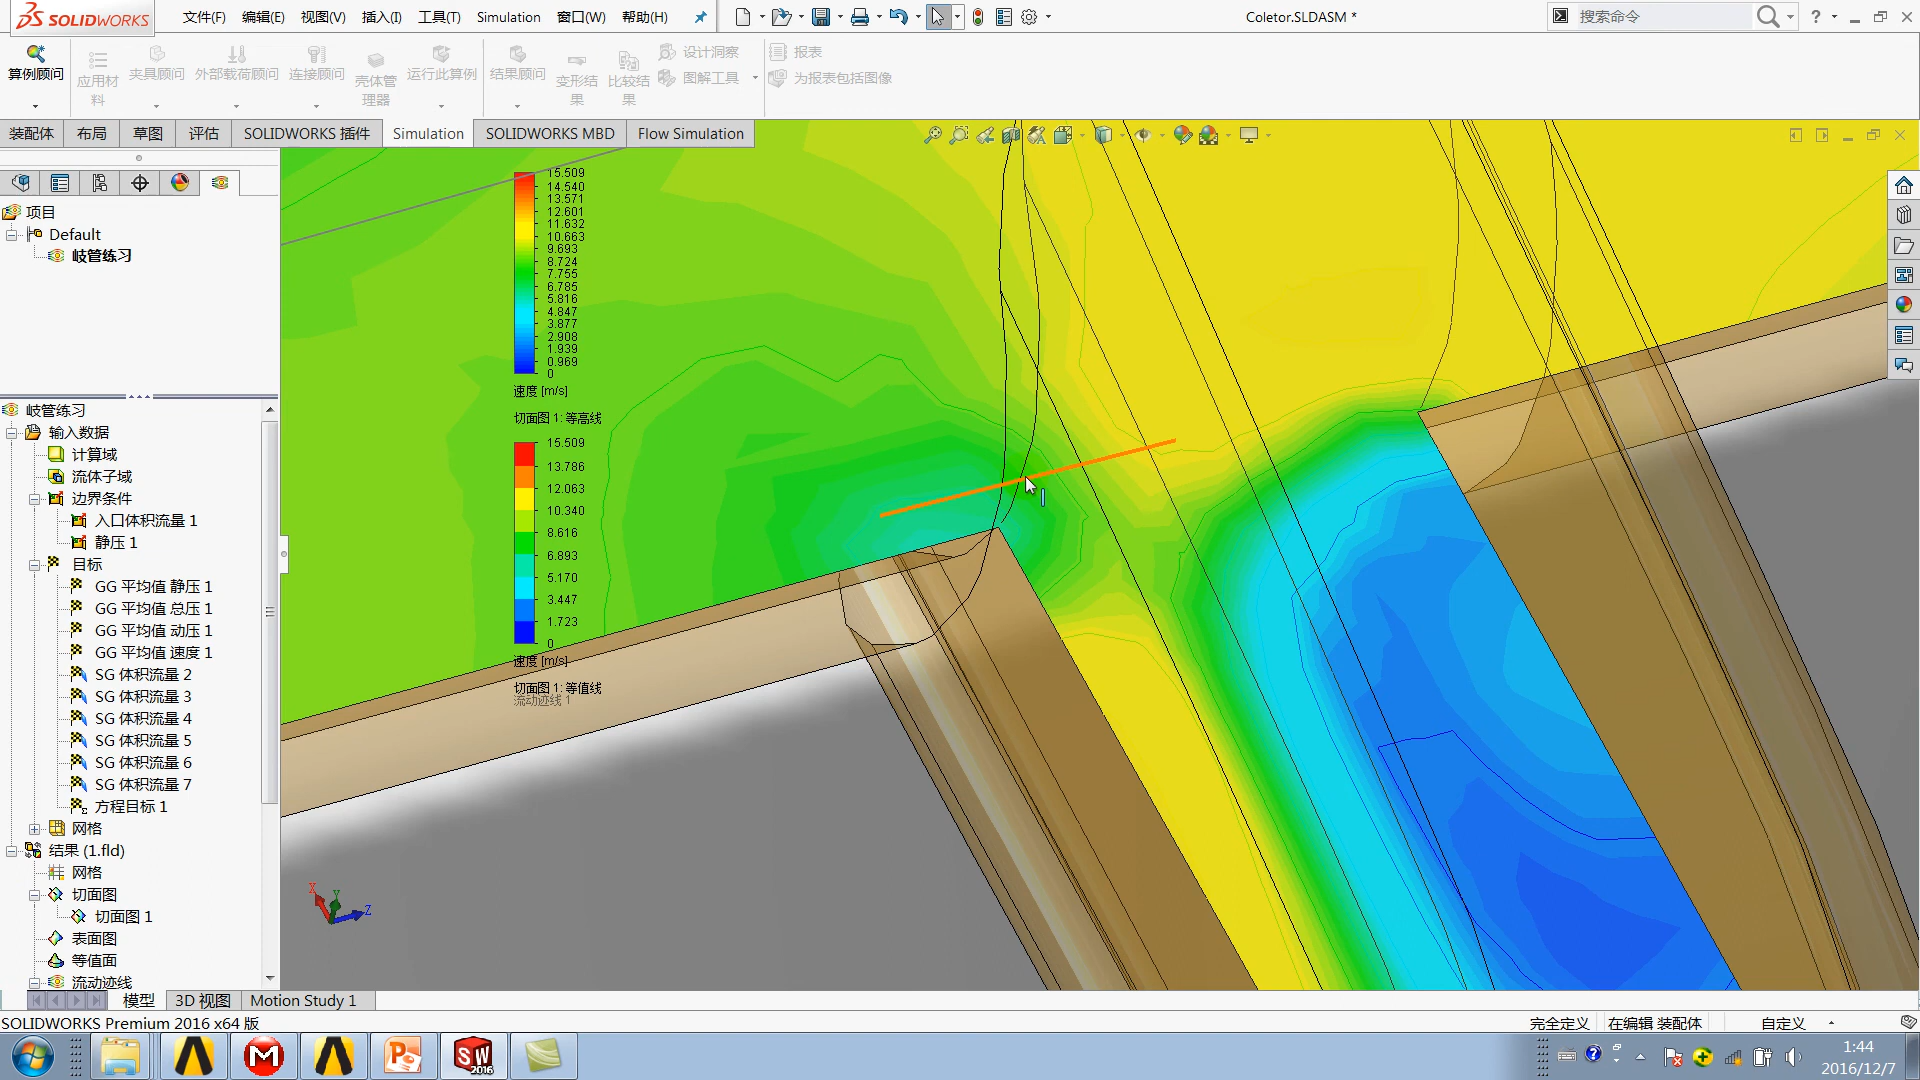 SOLIDWORKS
文件(F) 编辑(E) 视图(V) 插入(I) 工具(T) Simulation 窗口(W) 帮助(H)
Coletor.SLDASM *
搜索命令
算例顾问
应用材料
夹具顾问
外部载荷顾问
连接顾问
壳体管理器
运行此算例
结果顾问
变形结果
比较结果
设计洞察
图解工具
报表
为报表包括图像
装配体 布局 草图 评估 SOLIDWORKS 插件 Simulation SOLIDWORKS MBD Flow Simulation
项目
Default
岐管练习
岐管练习
输入数据
计算域
流体子域
边界条件
入口体积流量 1
静压 1
目标
GG 平均值 静压 1
GG 平均值 总压 1
GG 平均值 动压 1
GG 平均值 速度 1
SG 体积流量 2
SG 体积流量 3
SG 体积流量 4
SG 体积流量 5
SG 体积流量 6
SG 体积流量 7
方程目标 1
网格
结果 (1.fld)
网格
切面图
切面图 1
表面图
等值面
流动迹线
15.509
14.540
13.571
12.601
11.632
10.663
9.693
8.724
7.755
6.785
5.816
4.847
3.877
2.908
1.939
0.969
0
速度 [m/s]
切面图 1: 等高线
15.509
13.786
12.063
10.340
8.616
6.893
5.170
3.447
1.723
0
速度 [m/s]
切面图 1: 等值线
流动迹线 1
X
Y
Z
模型 3D 视图 Motion Study 1
SOLIDWORKS Premium 2016 x64 版
完全定义 在编辑 装配体 自定义
SW
2016
1:44
2016/12/7